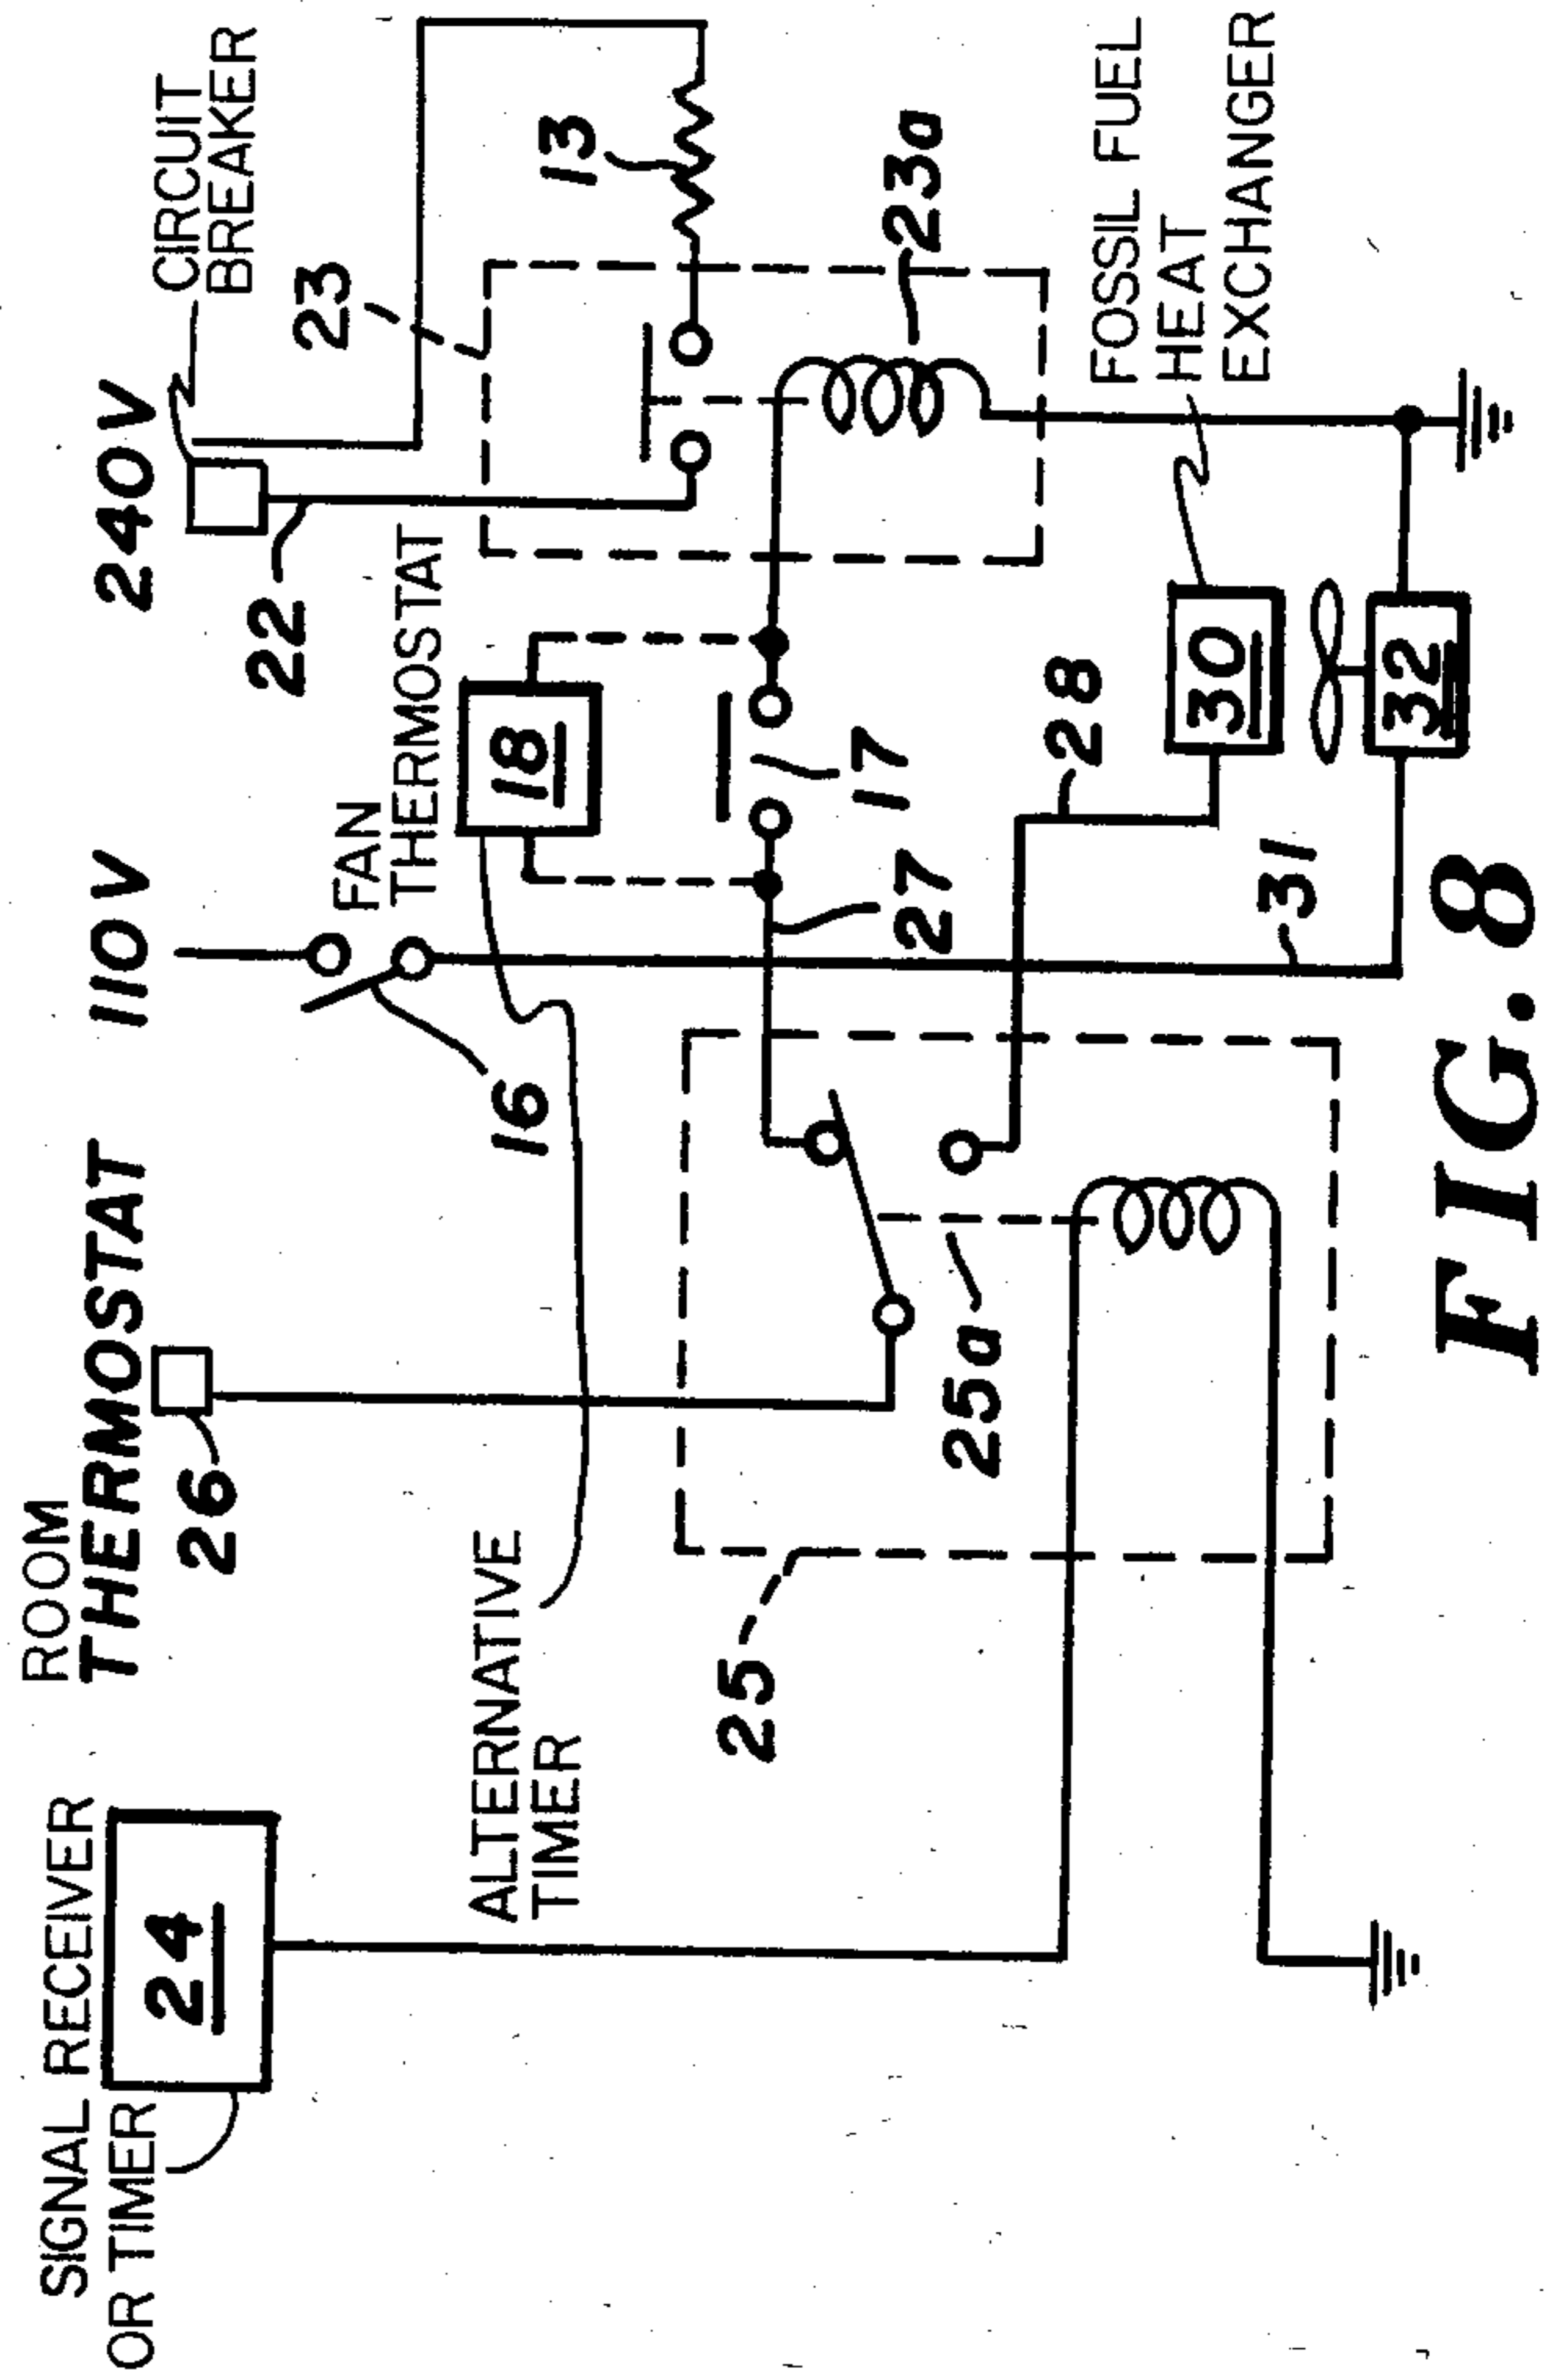 SIGNAL RECEIVER
OR TIMER
24
ROOM
THERMOSTAT
26
110V
240V
CIRCUIT
BREAKER
22
23
FAN
THERMOSTAT
16
18
13
ALTERNATIVE
TIMER
25
25a
27
17
23a
28
31
30
32
FOSSIL FUEL
HEAT
EXCHANGER
FIG. 8